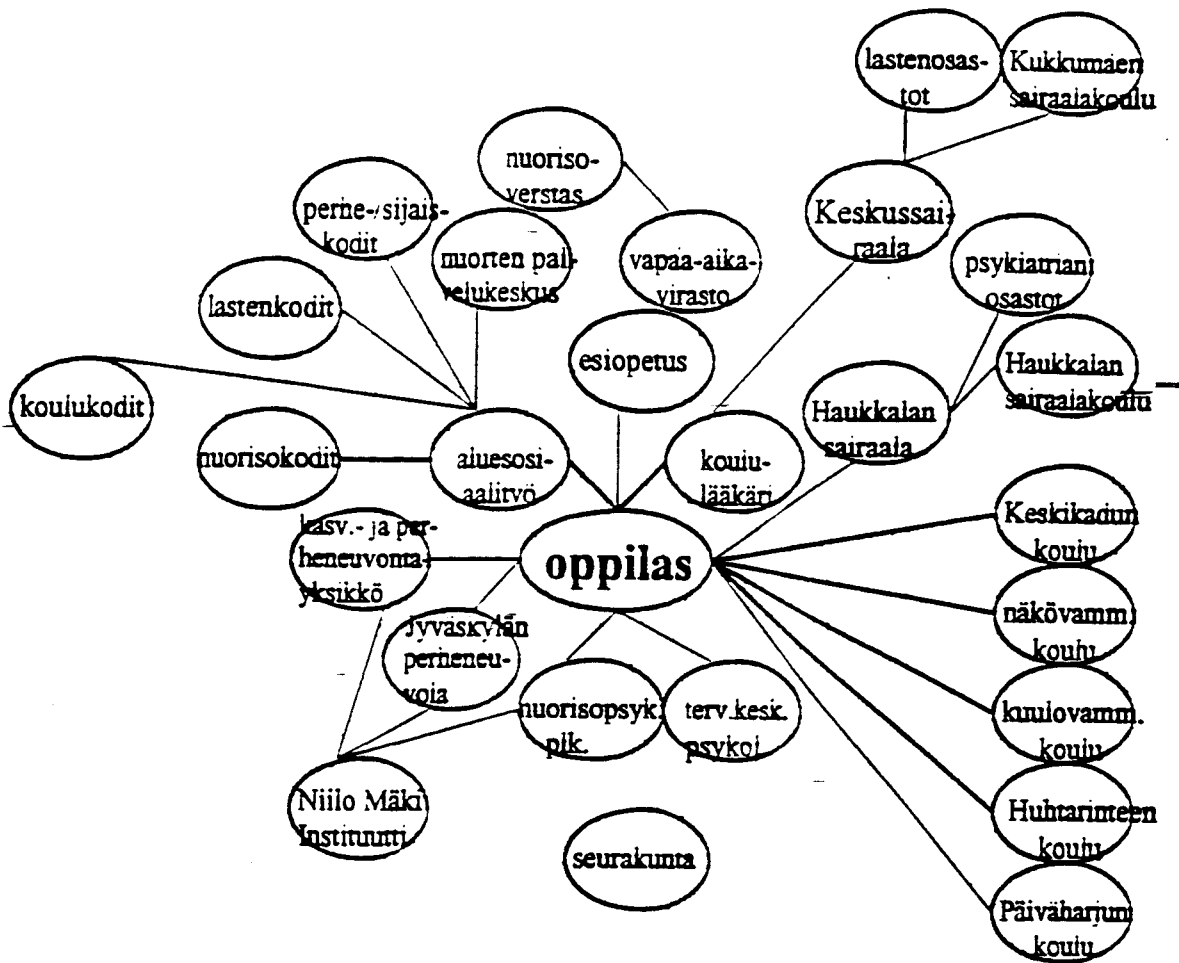 lastenosas-
tot
Kukkumäen
sairaalakoulu
nuoriso-
verstas
perhe-/sijais-
kodit
Keskussai-
raala
nuorten pal-
velukeskus
vapaa-aika-
virasto
psykiatrian
osastot
lastenkodit
esiopetus
Haukkalan
sairaalakoulu
koulukodit
Haukkalan
sairaala
nuorisokodit
aluesosi-
aalityö
koulu-
lääkäri
Keskikadun
koulu
kasv.- ja per-
heneuvonta-
yksikkö
oppilas
näkövamm.
koulu
Jyväskylän
perheneu-
vola
kuulovamm.
koulu
nuorisopsyk.
plk.
terv.kesk.
psykol
Niilo Mäki
Instituutti
Huhtarinteen
koulu
seurakunta
Päiväharjun
koulu